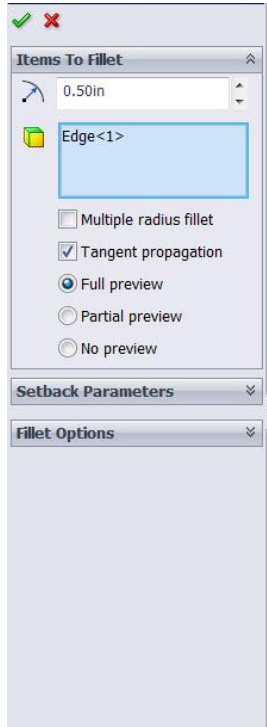 Items To Fillet
0.50in
Edge<1>
Multiple radius fillet
Tangent propagation
Full preview
Partial preview
No preview
Setback Parameters
Fillet Options